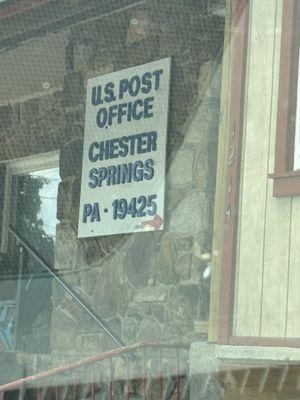 U.S. POST
OFFICE
CHESTER
SPRINGS
PA · 19425